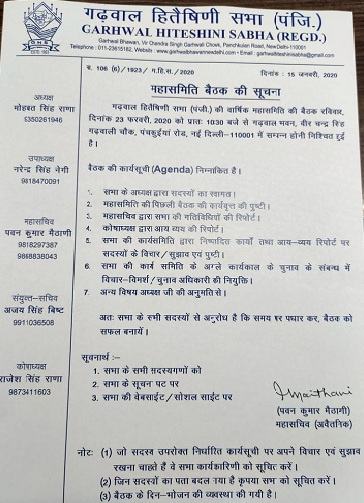 गढ़वाल हितैषिणी सभा (पंजि.)
GARHWAL HITESHINI SABHA (REGD.)
Garhwal Bhawan, Vir Chandra Singh Garhwali Chowk, Panchkuian Road, New Delhi-110001
Telephone : 011-23615182, Website : www.garhwalbhawannewdelhi.com • Email : garhwalhiteshinisabha@gmail.com
प. 106 (6)/1923/ ग.हि.स./2020
दिनांक : 15 जनवरी, 2020
महासमिति बैठक की सूचना
गढ़वाल हितैषिणी सभा (पंजी.) की वार्षिक महासमिति की बैठक रविवार,
दिनांक 23 फरवरी, 2020 को प्रातः 1030 बजे से गढ़वाल भवन, वीर चन्द्र सिंह
गढ़वाली चौक, पंचकुईयां रोड, नई दिल्ली-110001 में सम्पन्न होनी निश्चित हुई
है।
बैठक की कार्यसूची (Agenda) निम्नांकित है।
1. सभा के अध्यक्ष द्वारा सदस्यों का स्वागत।
2. महासमिति की पिछली बैठक की कार्यवृत्त की पुष्टी।
3. महासचिव द्वारा सभा की गतिविधियों की रिपोर्ट।
4. कोषाध्यक्ष द्वारा आय व्यय की रिपोर्ट।
5. सभा की कार्यसमिति द्वारा निष्पादित कार्यों तथा आय-व्यय रिपोर्ट पर
सदस्यों के विचार / सुझाव एवं पुष्टी।
6. सभा की कार्य समिति के अगले कार्यकाल के चुनाव के संबन्ध में
विचार-विमर्श / चुनाव अधिकारी की नियुक्ति।
7. अन्य विषय अध्यक्ष जी की अनुमति से।
अतः सभा के सभी सदस्यों से अनुरोध है कि समय पर पधार कर, बैठक को
सफल बनायें।
सूचनार्थ :–
1. सभा के सभी सदस्यगणों को
2. सभा के सूचन पट पर
3. सभा की वेबसाईट / सोशल साईट पर
(पवन कुमार मैठाणी)
महासचिव (अवैतनिक)
नोट: (1) जो सदस्य उपरोक्त निर्धारित कार्यसूची पर अपने विचार एवं सुझाव
रखना चाहते हैं वे सभा कार्यकारिणी को सूचित करें।
(2) जिन सदस्यों का पता बदल गया है कृपया सभा को सूचित करें।
(3) बैठक के दिन-भोजन की व्यवस्था की गयी है।
अध्यक्ष
मोहब्बत सिंह राणा
उपाध्यक्ष
नरेन्द्र सिंह नेगी
9818470091
महासचिव
पवन कुमार मैठाणी
9818297387
संयुक्त-सचिव
अजय सिंह बिष्ट
9911036508
कोषाध्यक्ष
राजेश सिंह राणा
9873411603